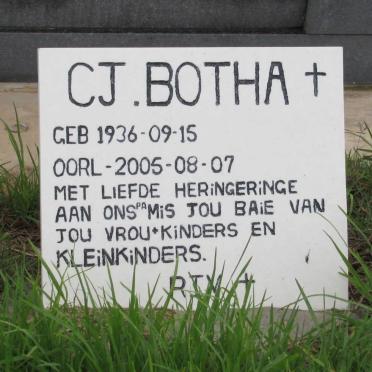 CJ. BOTHA †
GEB 1936-09-15
OORL-2005-08-07
MET LIEFDE HERINGERINGE
AAN ONS PA MIS JOU BAIE VAN
JOU VROU+KINDERS EN
KLEINKINDERS.